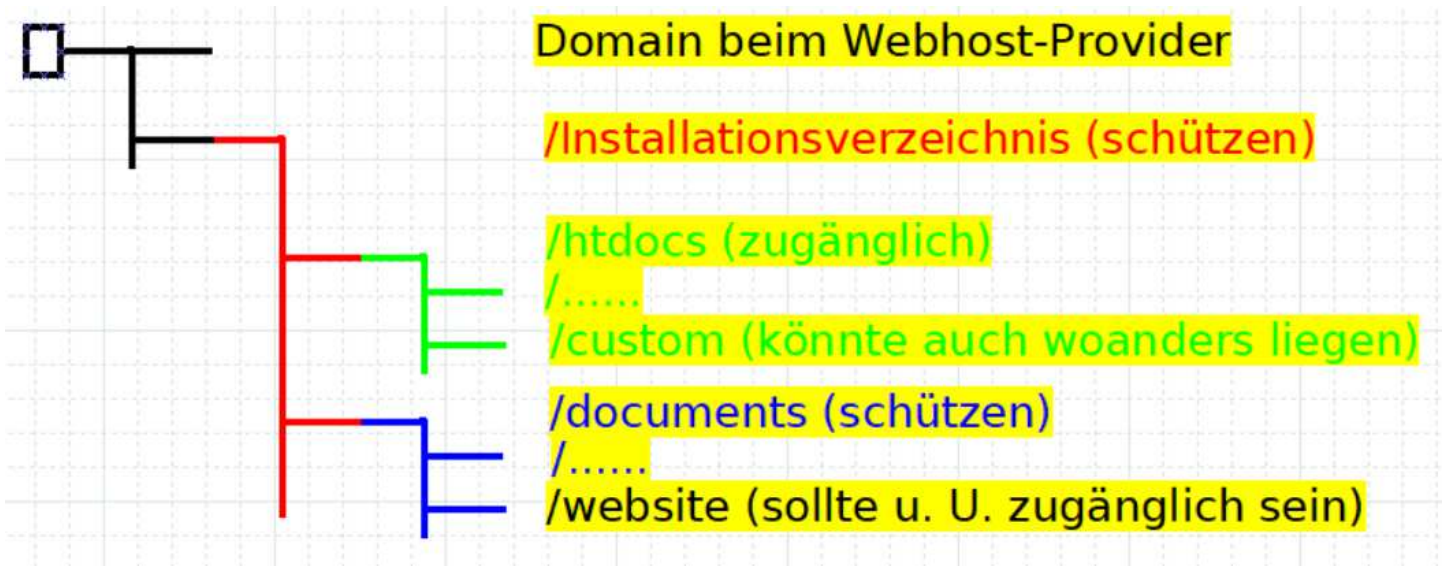 Domain beim Webhost-Provider
/Installationsverzeichnis (schützen)
/htdocs (zugänglich)
/......
/custom (könnte auch woanders liegen)
/documents (schützen)
/......
/website (sollte u. U. zugänglich sein)